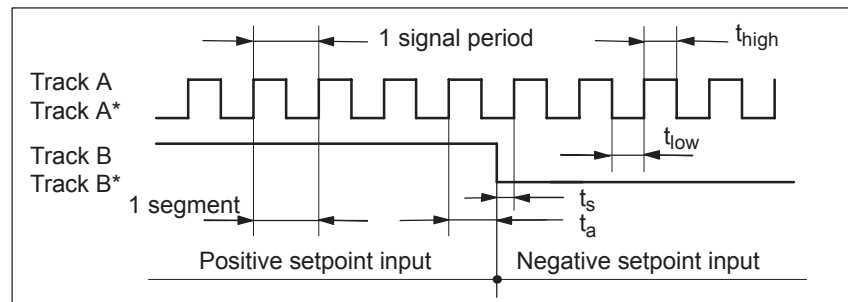 1 signal period
thigh
Track A
Track A*
tlow
Track B
Track B*
ts
1 segment
ta
Positive setpoint input
Negative setpoint input